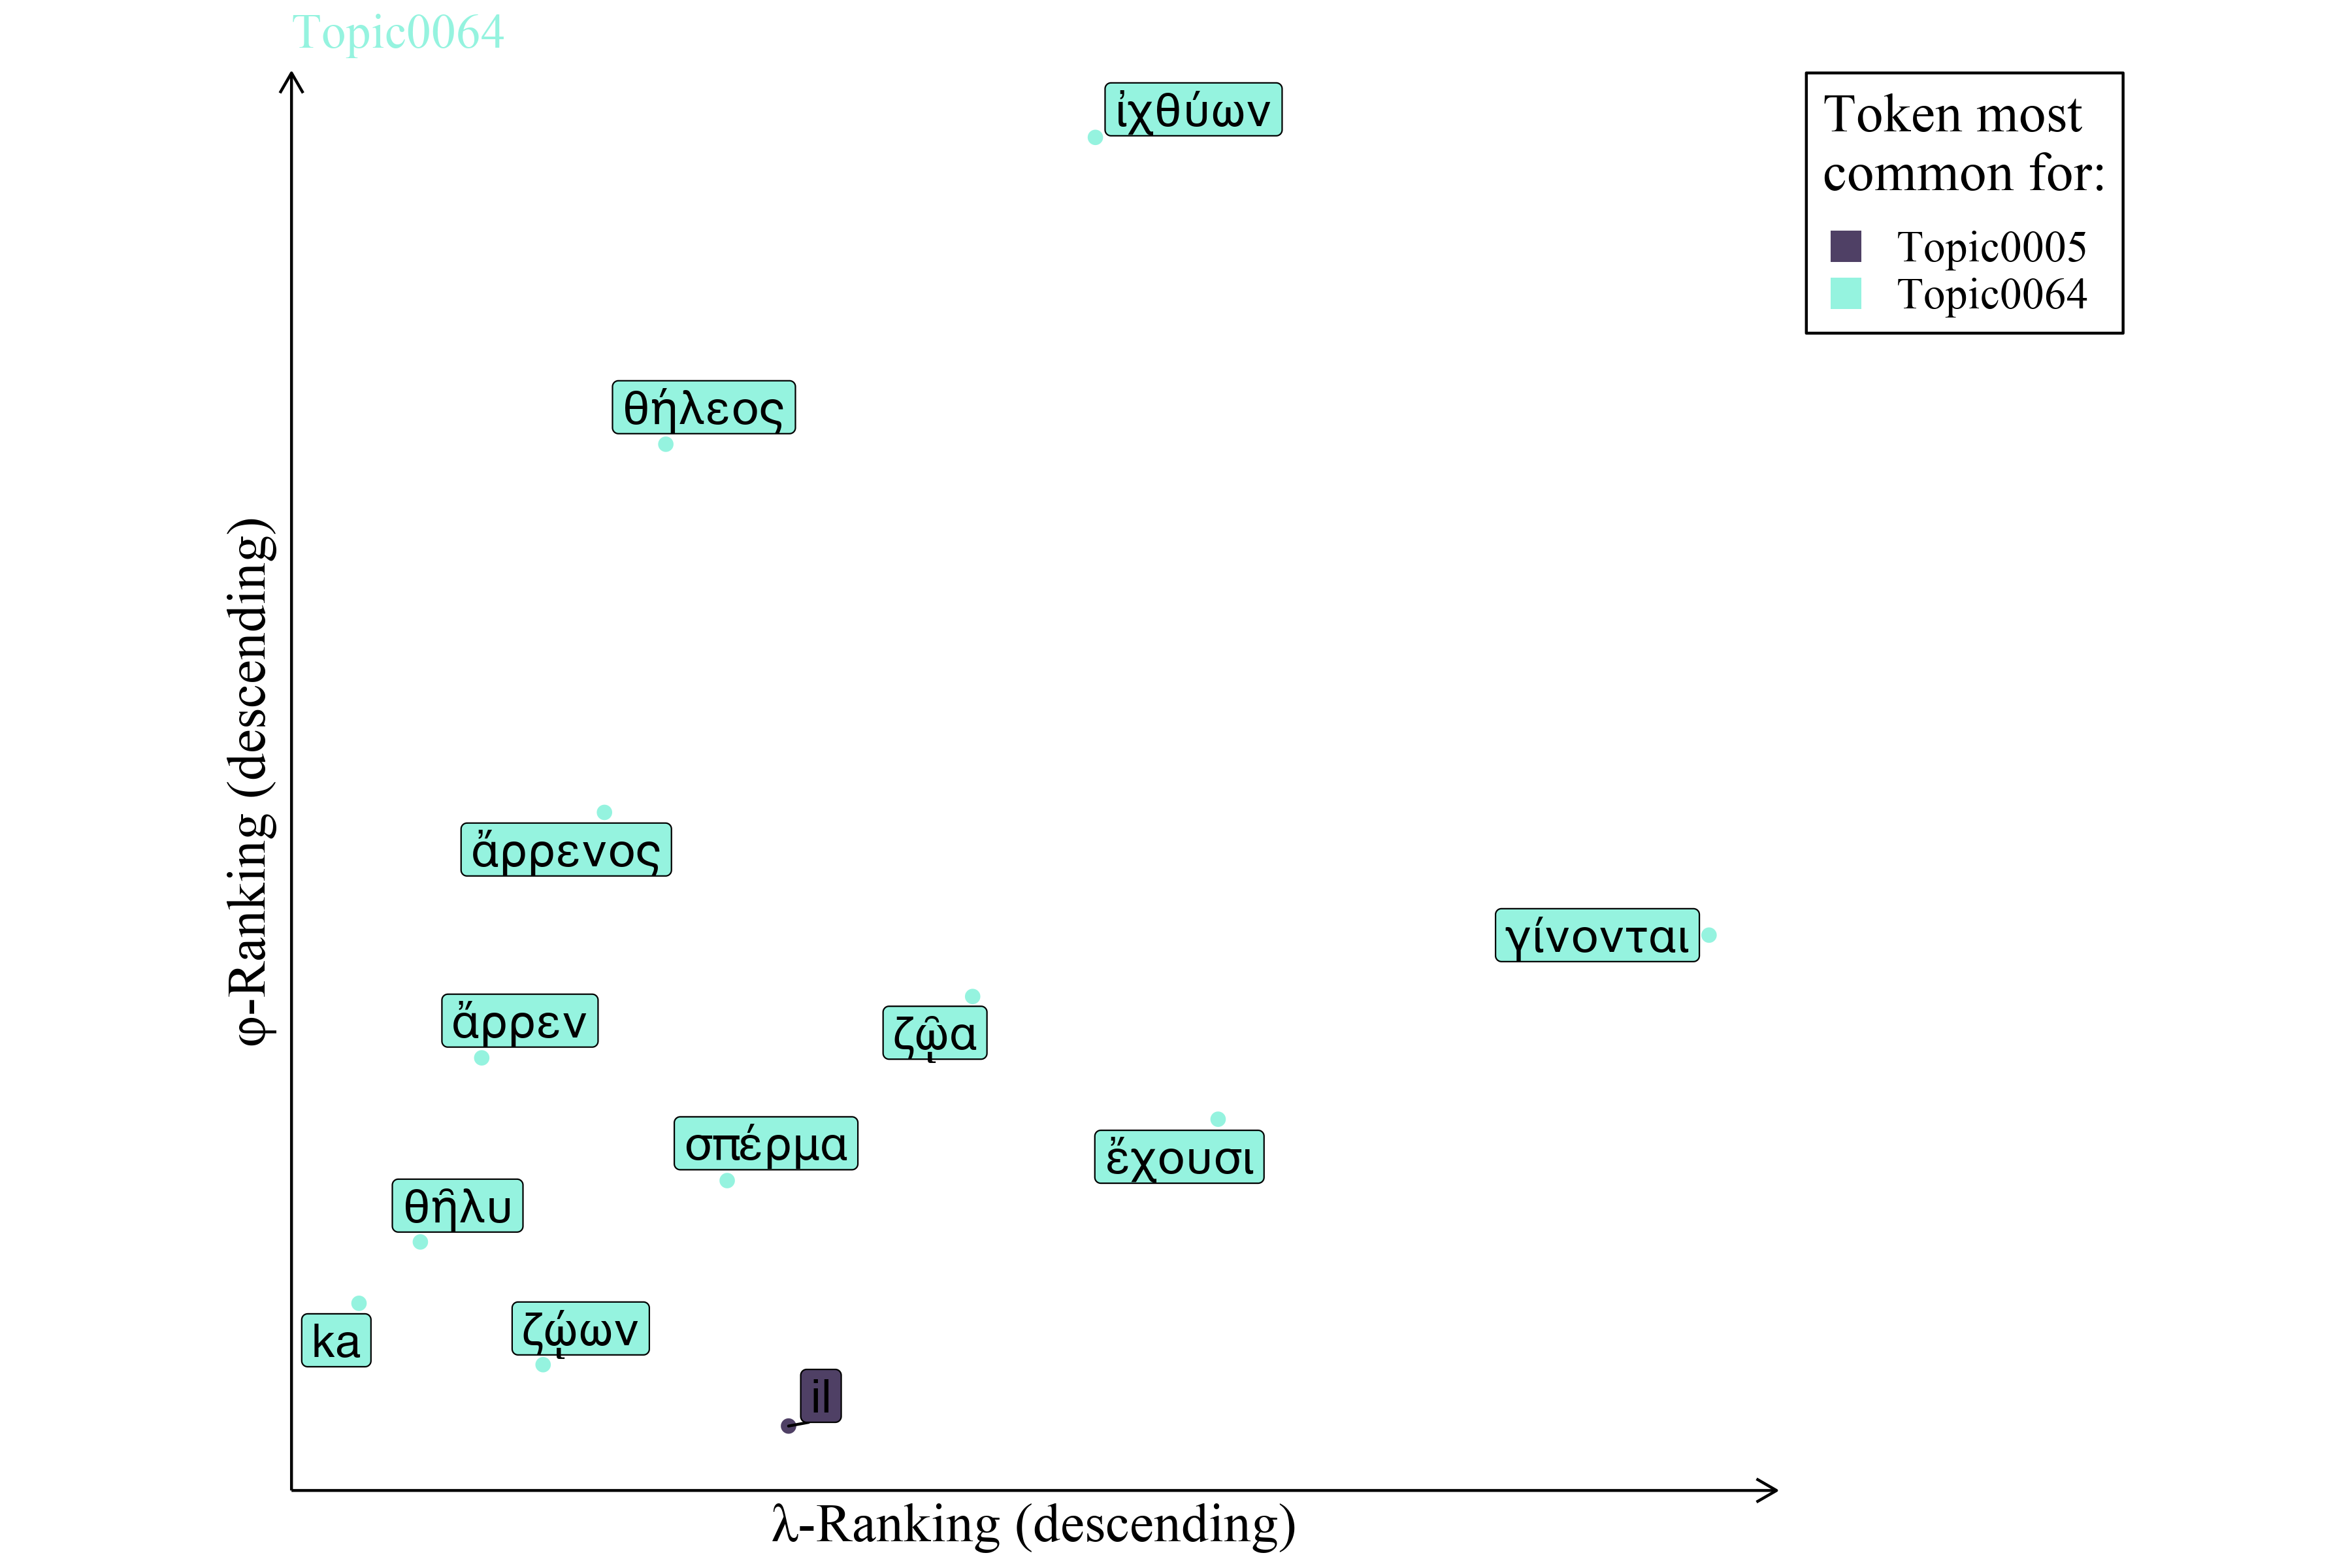 Topic0064
ἰχθύων
Token most
common for:
Topic0005
Topic0064
θήλεος
φ-Ranking (descending)
ἄρρενος
γίνονται
ἄρρεν
ζῷα
σπέρμα
ἔχουσι
θῆλυ
ka
ζῴων
il
λ-Ranking (descending)